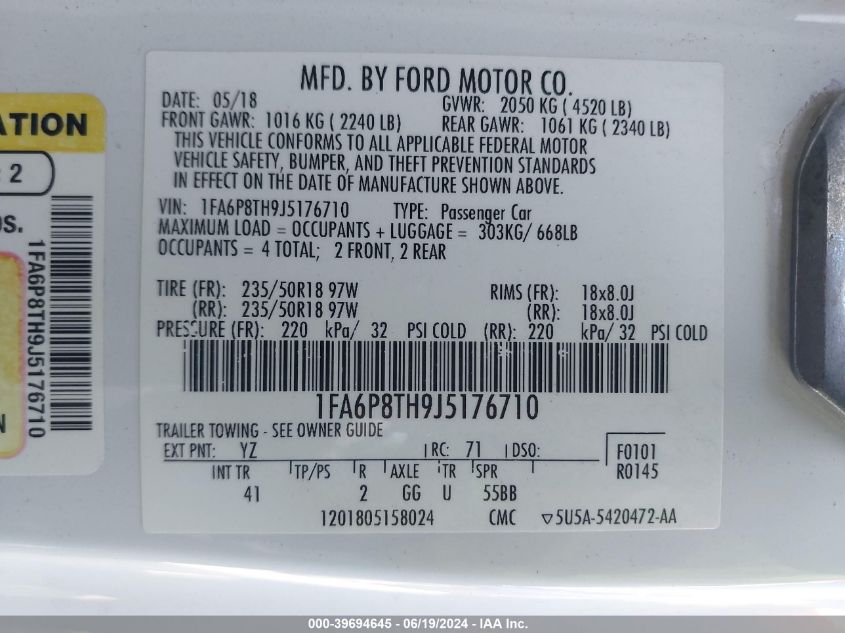 MFD. BY FORD MOTOR CO.
DATE: 05/18
GVWR: 2050 KG ( 4520 LB)
FRONT GAWR: 1016 KG ( 2240 LB)
REAR GAWR: 1061 KG ( 2340 LB)
THIS VEHICLE CONFORMS TO ALL APPLICABLE FEDERAL MOTOR
VEHICLE SAFETY, BUMPER, AND THEFT PREVENTION STANDARDS
IN EFFECT ON THE DATE OF MANUFACTURE SHOWN ABOVE.
VIN: 1FA6P8TH9J5176710 TYPE: Passenger Car
MAXIMUM LOAD = OCCUPANTS + LUGGAGE = 303KG/ 668LB
OCCUPANTS = 4 TOTAL; 2 FRONT, 2 REAR
TIRE (FR): 235/50R18 97W RIMS (FR): 18x8.0J
(RR): 235/50R18 97W (RR): 18x8.0J
PRESSURE (FR): 220 kPa/ 32 PSI COLD (RR): 220 kPa/ 32 PSI COLD
1FA6P8TH9J5176710
TRAILER TOWING - SEE OWNER GUIDE
EXT PNT: YZ RC: 71 DSO:
F0101
R0145
INT TR TP/PS R AXLE TR SPR
41 2 GG U 55BB
1201805158024 CMC ▽5U5A-5420472-AA
ATION
: 2
os.
1FA6P8TH9J5176710
N
000-39694645 - 06/19/2024 - IAA Inc.